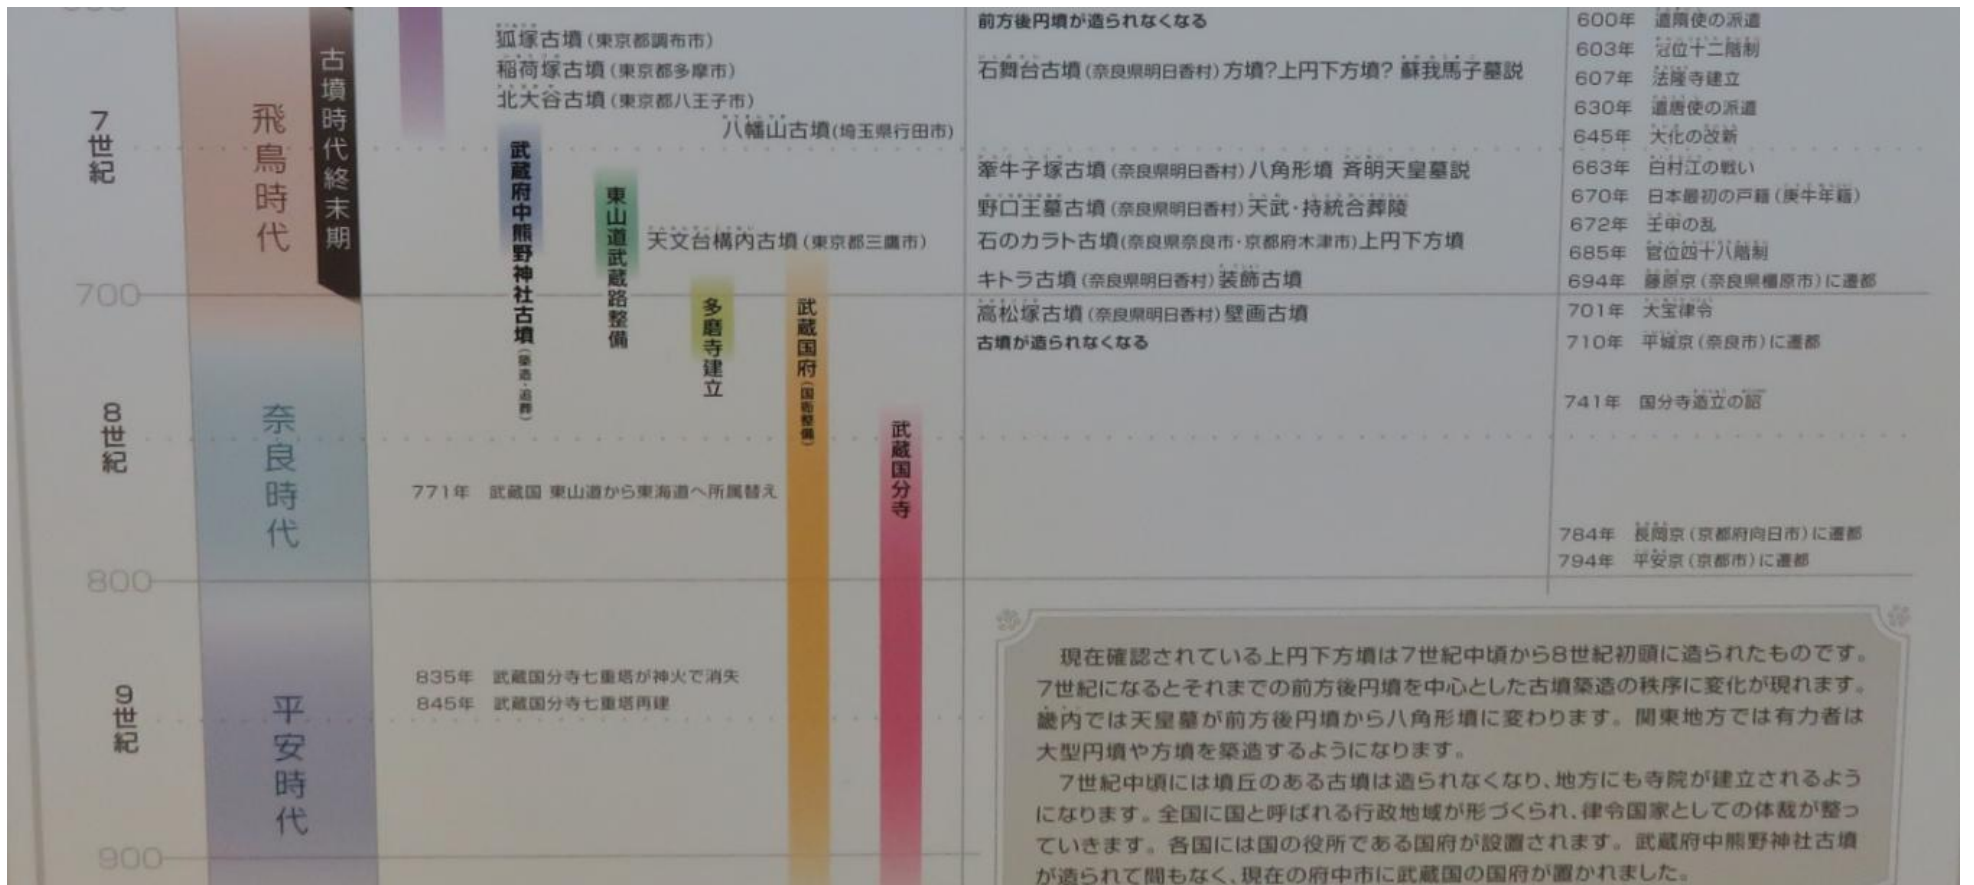 7世紀
8世紀
9世紀
700
800
900
飛鳥時代
奈良時代
平安時代
古墳時代終末期
狐塚古墳(東京都調布市)
稲荷塚古墳(東京都多摩市)
北大谷古墳(東京都八王子市)
八幡山古墳(埼玉県行田市)
武蔵府中熊野神社古墳(築造・追葬)
東山道武蔵路整備
天文台構内古墳(東京都三鷹市)
多磨寺建立
武蔵国府(国衙整備)
武蔵国分寺
771年 武蔵国 東山道から東海道へ所属替え
835年 武蔵国分寺七重塔が神火で消失
845年 武蔵国分寺七重塔再建
前方後円墳が造られなくなる
石舞台古墳(奈良県明日香村)方墳?上円下方墳? 蘇我馬子墓説
牽牛子塚古墳(奈良県明日香村)八角形墳 斉明天皇墓説
野口王墓古墳(奈良県明日香村)天武・持統合葬陵
石のカラト古墳(奈良県奈良市・京都府木津市)上円下方墳
キトラ古墳(奈良県明日香村)装飾古墳
高松塚古墳(奈良県明日香村)壁画古墳
古墳が造られなくなる
600年 遣隋使の派遣
603年 冠位十二階制
607年 法隆寺建立
630年 遣唐使の派遣
645年 大化の改新
663年 白村江の戦い
670年 日本最初の戸籍(庚午年籍)
672年 壬申の乱
685年 官位四十八階制
694年 藤原京(奈良県橿原市)に遷都
701年 大宝律令
710年 平城京(奈良市)に遷都
741年 国分寺造立の詔
784年 長岡京(京都府向日市)に遷都
794年 平安京(京都市)に遷都
現在確認されている上円下方墳は7世紀中頃から8世紀初頭に造られたものです。
7世紀になるとそれまでの前方後円墳を中心とした古墳築造の秩序に変化が現れます。
畿内では天皇墓が前方後円墳から八角形墳に変わります。関東地方では有力者は
大型円墳や方墳を築造するようになります。
7世紀中頃には墳丘のある古墳は造られなくなり、地方にも寺院が建立されるよう
になります。全国に国と呼ばれる行政地域が形づくられ、律令国家としての体裁が整っ
ていきます。各国には国の役所である国府が設置されます。武蔵府中熊野神社古墳
が造られて間もなく、現在の府中市に武蔵国の国府が置かれました。